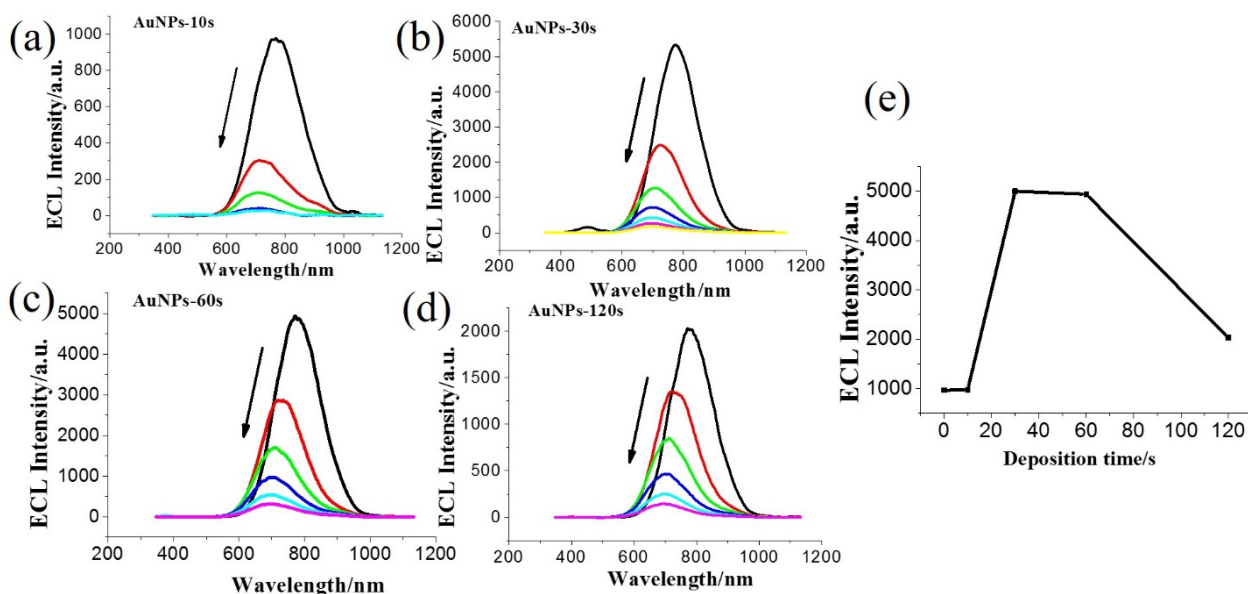 (a)
AuNPs-10s
ECL Intensity/a.u.
1000
800
600
400
300
200
0
200 400 600 800 1000 1200
Wavelength/nm
(b)
AuNPs-30s
ECL Intensity/a.u.
6000
5000
4000
3000
2000
1000
0
200 400 600 800 1000 1200
Wavelength/nm
(c)
AuNPs-60s
ECL Intensity/a.u.
5000
4000
3000
2000
1000
0
200 400 600 800 1000 1200
Wavelength/nm
(d)
AuNPs-120s
ECL Intensity/a.u.
2000
1500
1000
500
0
200 400 600 800 1000 1200
Wavelength/nm
(e)
ECL Intensity/a.u.
5000
4000
3000
2000
1000
0 20 40 60 80 100 120
Deposition time/s